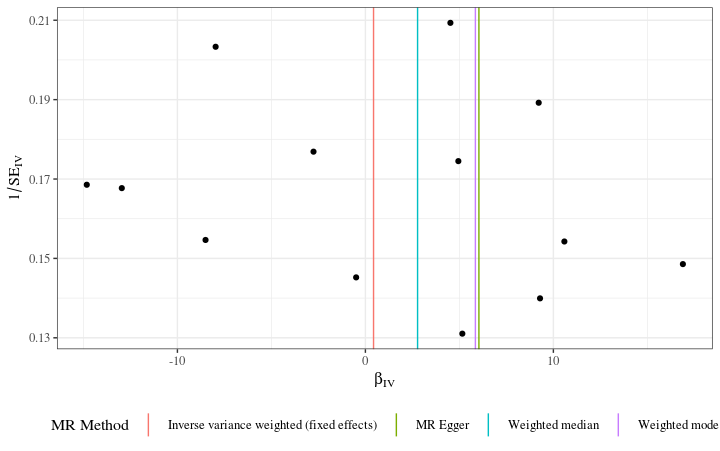 0.21
0.19
0.17
0.15
0.13
1/SE_IV
-10 0 10
β_IV
MR Method Inverse variance weighted (fixed effects) MR Egger Weighted median Weighted mode